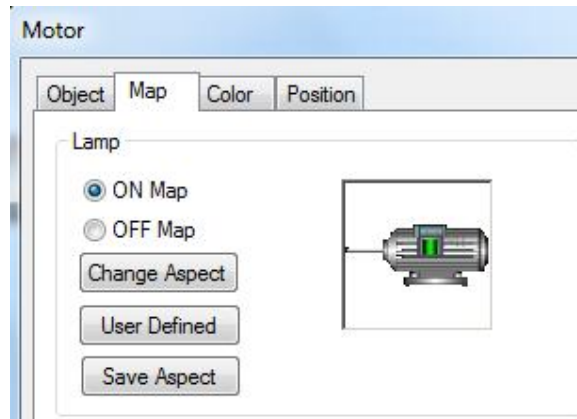 Motor
Object Map Color Position
Lamp
ON Map
OFF Map
Change Aspect
User Defined
Save Aspect